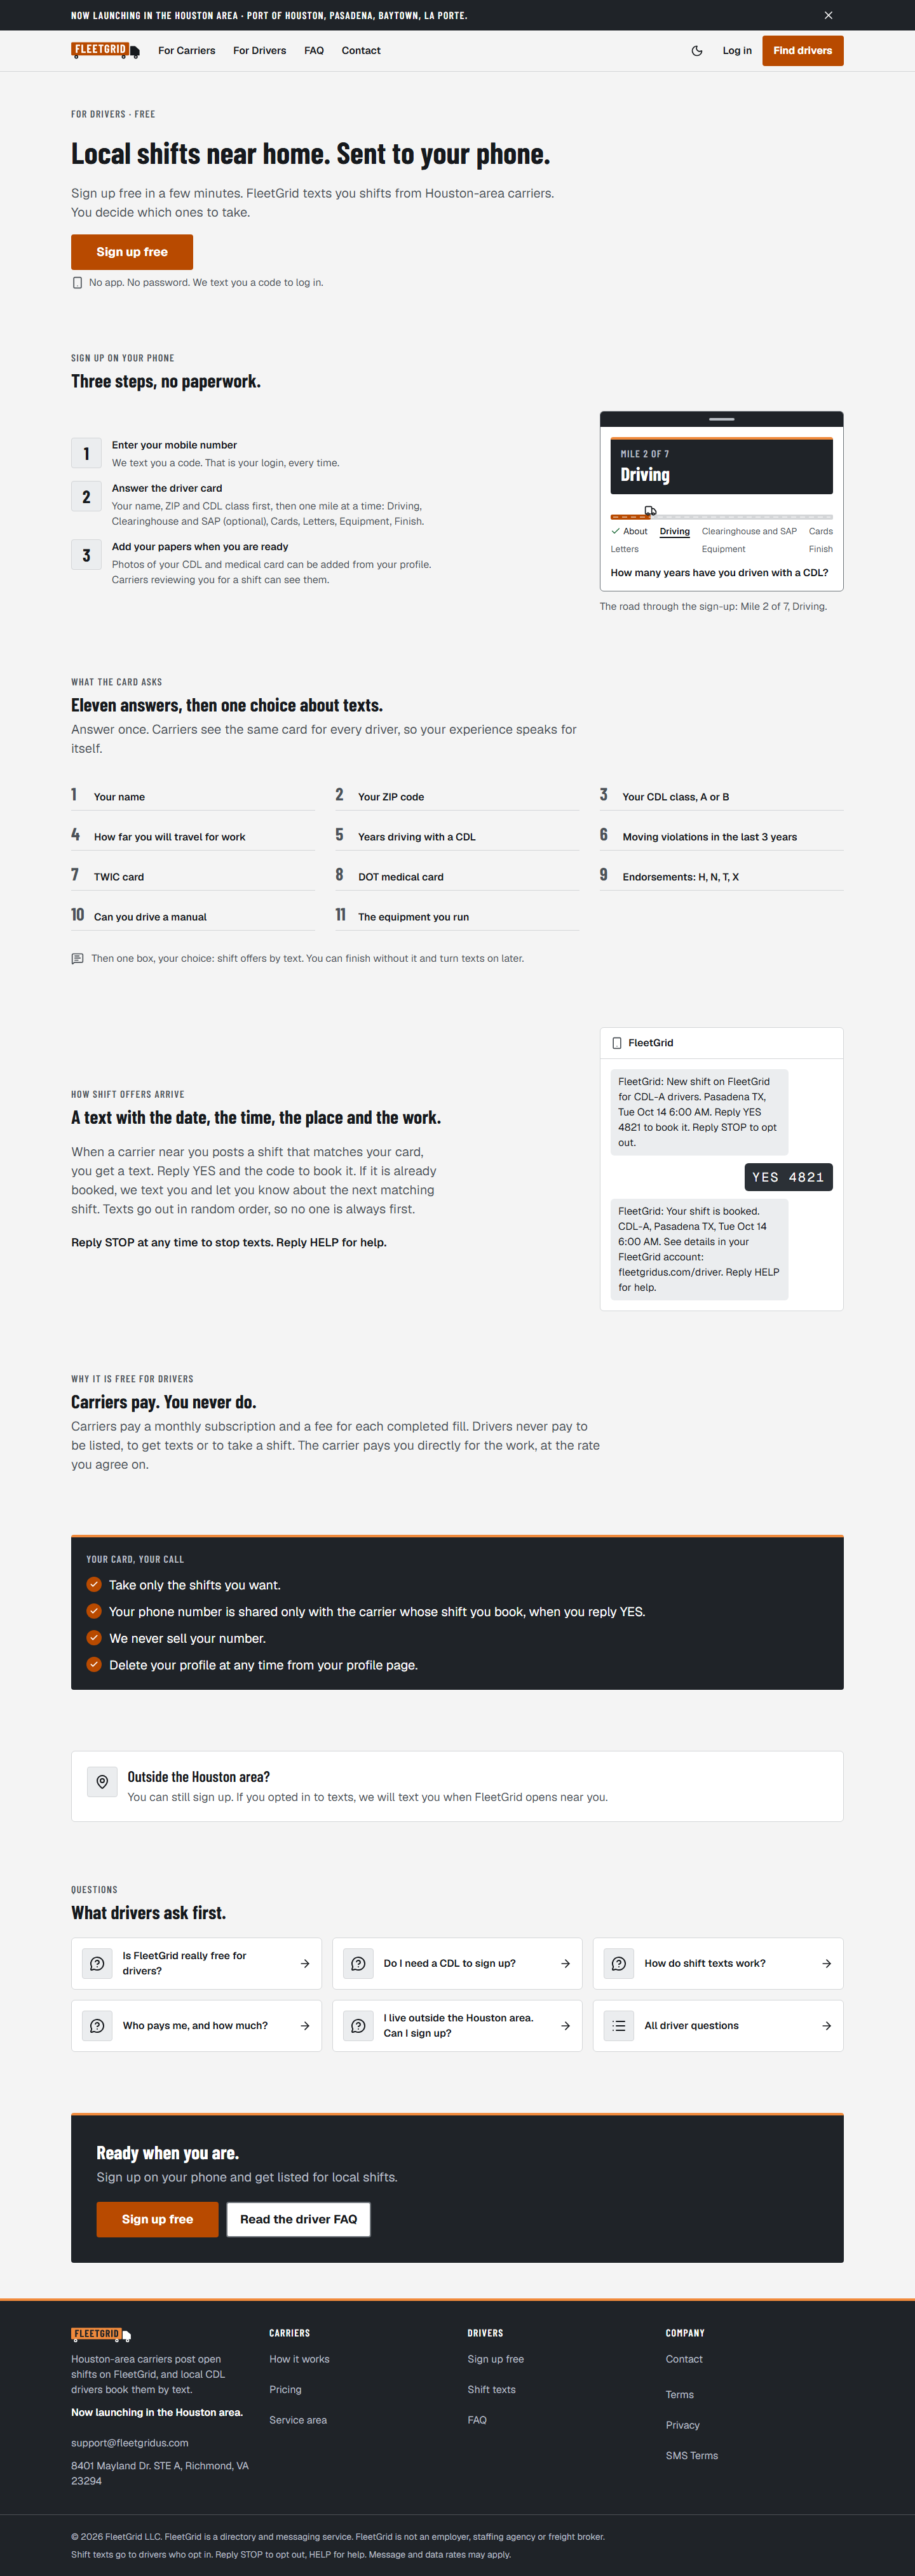 NOW LAUNCHING IN THE HOUSTON AREA · PORT OF HOUSTON, PASADENA, BAYTOWN, LA PORTE.
FLEETGRID
For Carriers
For Drivers
FAQ
Contact
Log in
Find drivers
FOR DRIVERS · FREE
Local shifts near home. Sent to your phone.
Sign up free in a few minutes. FleetGrid texts you shifts from Houston-area carriers.
You decide which ones to take.
Sign up free
No app. No password. We text you a code to log in.
SIGN UP ON YOUR PHONE
Three steps, no paperwork.
1
Enter your mobile number
We text you a code. That is your login, every time.
2
Answer the driver card
Your name, ZIP and CDL class first, then one mile at a time: Driving,
Clearinghouse and SAP (optional), Cards, Letters, Equipment, Finish.
3
Add your papers when you are ready
Photos of your CDL and medical card can be added from your profile.
Carriers reviewing you for a shift can see them.
MILE 2 OF 7
Driving
About
Driving
Clearinghouse and SAP
Cards
Letters
Equipment
Finish
How many years have you driven with a CDL?
The road through the sign-up: Mile 2 of 7, Driving.
WHAT THE CARD ASKS
Eleven answers, then one choice about texts.
Answer once. Carriers see the same card for every driver, so your experience speaks for
itself.
1 Your name
2 Your ZIP code
3 Your CDL class, A or B
4 How far you will travel for work
5 Years driving with a CDL
6 Moving violations in the last 3 years
7 TWIC card
8 DOT medical card
9 Endorsements: H, N, T, X
10 Can you drive a manual
11 The equipment you run
Then one box, your choice: shift offers by text. You can finish without it and turn texts on later.
HOW SHIFT OFFERS ARRIVE
A text with the date, the time, the place and the work.
When a carrier near you posts a shift that matches your card,
you get a text. Reply YES and the code to book it. If it is already
booked, we text you and let you know about the next matching
shift. Texts go out in random order, so no one is always first.
Reply STOP at any time to stop texts. Reply HELP for help.
FleetGrid
FleetGrid: New shift on FleetGrid
for CDL-A drivers. Pasadena TX,
Tue Oct 14 6:00 AM. Reply YES
4821 to book it. Reply STOP to opt
out.
YES 4821
FleetGrid: Your shift is booked.
CDL-A, Pasadena TX, Tue Oct 14
6:00 AM. See details in your
FleetGrid account:
fleetgridus.com/driver. Reply HELP
for help.
WHY IT IS FREE FOR DRIVERS
Carriers pay. You never do.
Carriers pay a monthly subscription and a fee for each completed fill. Drivers never pay to
be listed, to get texts or to take a shift. The carrier pays you directly for the work, at the rate
you agree on.
YOUR CARD, YOUR CALL
Take only the shifts you want.
Your phone number is shared only with the carrier whose shift you book, when you reply YES.
We never sell your number.
Delete your profile at any time from your profile page.
Outside the Houston area?
You can still sign up. If you opted in to texts, we will text you when FleetGrid opens near you.
QUESTIONS
What drivers ask first.
Is FleetGrid really free for
drivers?
Do I need a CDL to sign up?
How do shift texts work?
Who pays me, and how much?
I live outside the Houston area.
Can I sign up?
All driver questions
Ready when you are.
Sign up on your phone and get listed for local shifts.
Sign up free
Read the driver FAQ
FLEETGRID
Houston-area carriers post open
shifts on FleetGrid, and local CDL
drivers book them by text.
Now launching in the Houston area.
support@fleetgridus.com
8401 Mayland Dr. STE A, Richmond, VA
23294
CARRIERS
How it works
Pricing
Service area
DRIVERS
Sign up free
Shift texts
FAQ
COMPANY
Contact
Terms
Privacy
SMS Terms
© 2026 FleetGrid LLC. FleetGrid is a directory and messaging service. FleetGrid is not an employer, staffing agency or freight broker.
Shift texts go to drivers who opt in. Reply STOP to opt out, HELP for help. Message and data rates may apply.